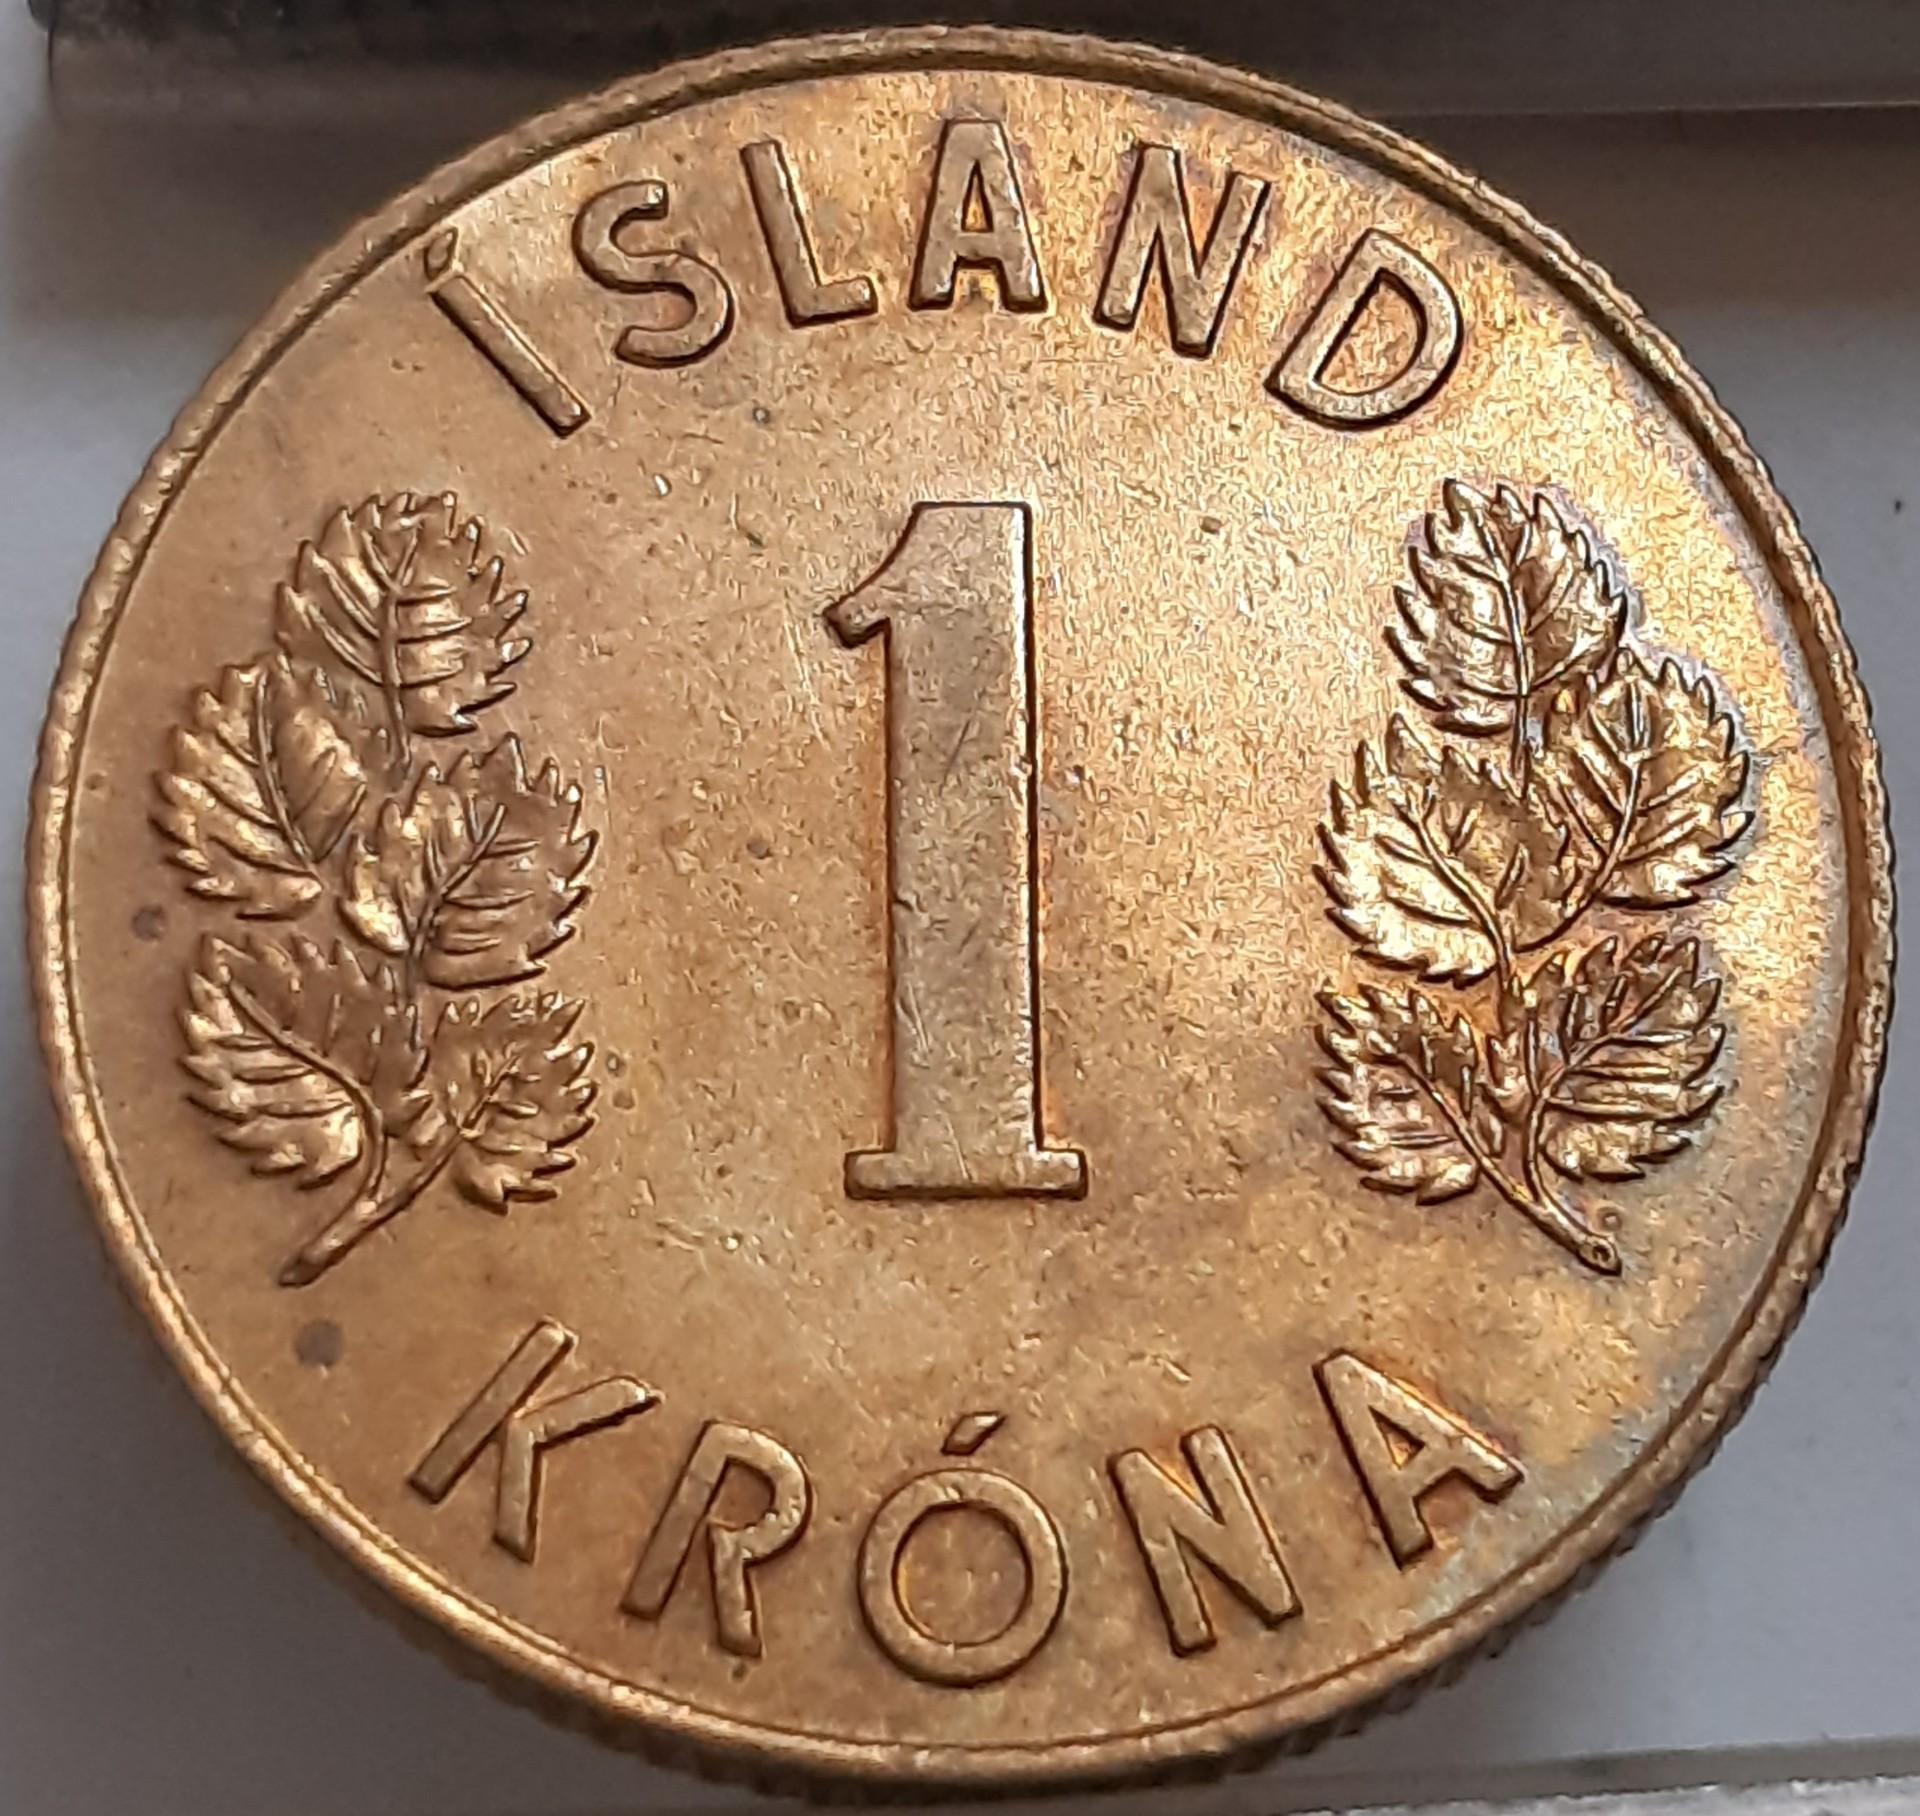 ÍSLAND
1
KRÓNA